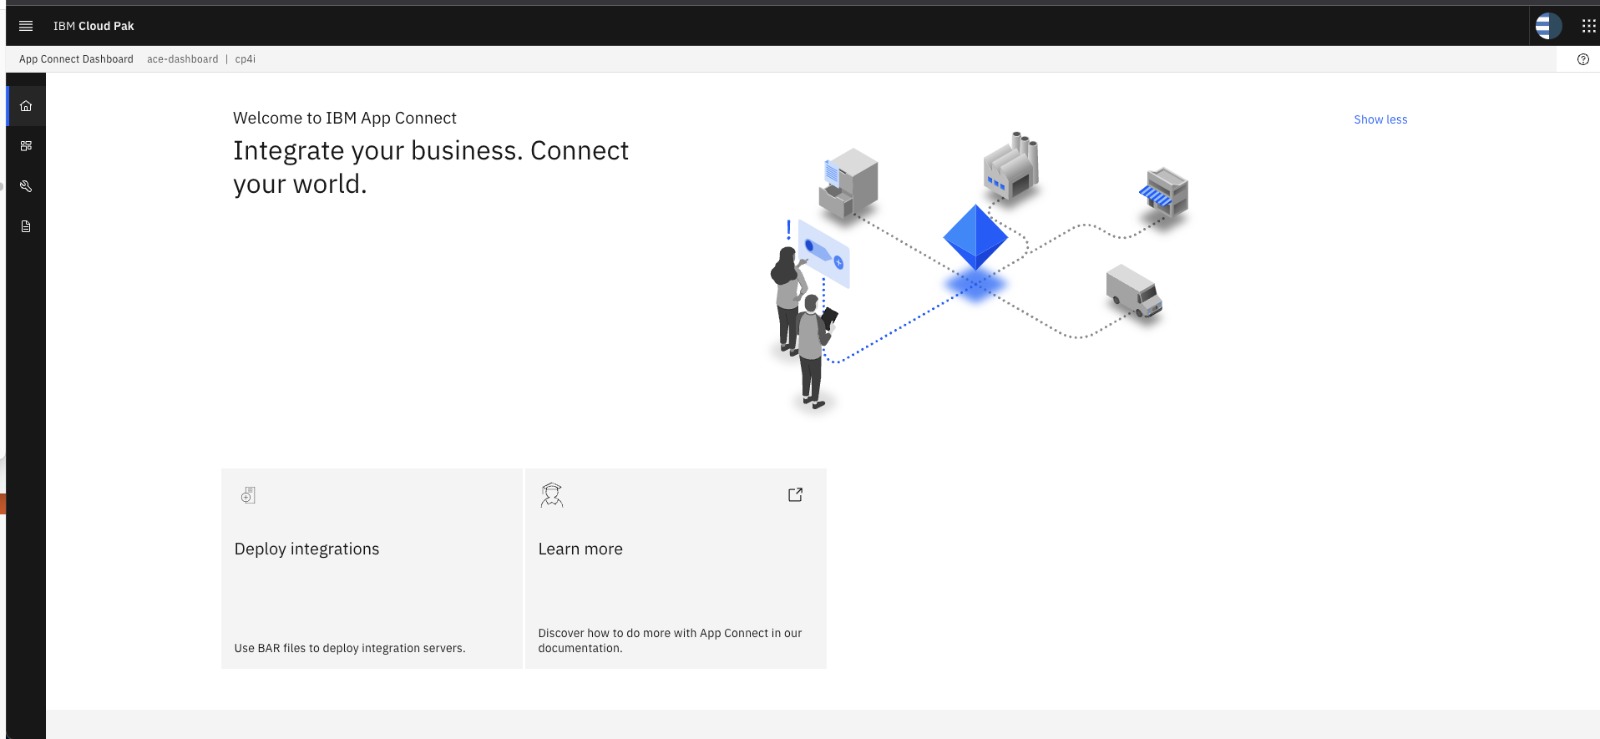 IBM Cloud Pak
App Connect Dashboard ace-dashboard | cp4i
Welcome to IBM App Connect
Show less
Integrate your business. Connect
your world.
!
Deploy integrations
Use BAR files to deploy integration servers.
Learn more
Discover how to do more with App Connect in our
documentation.